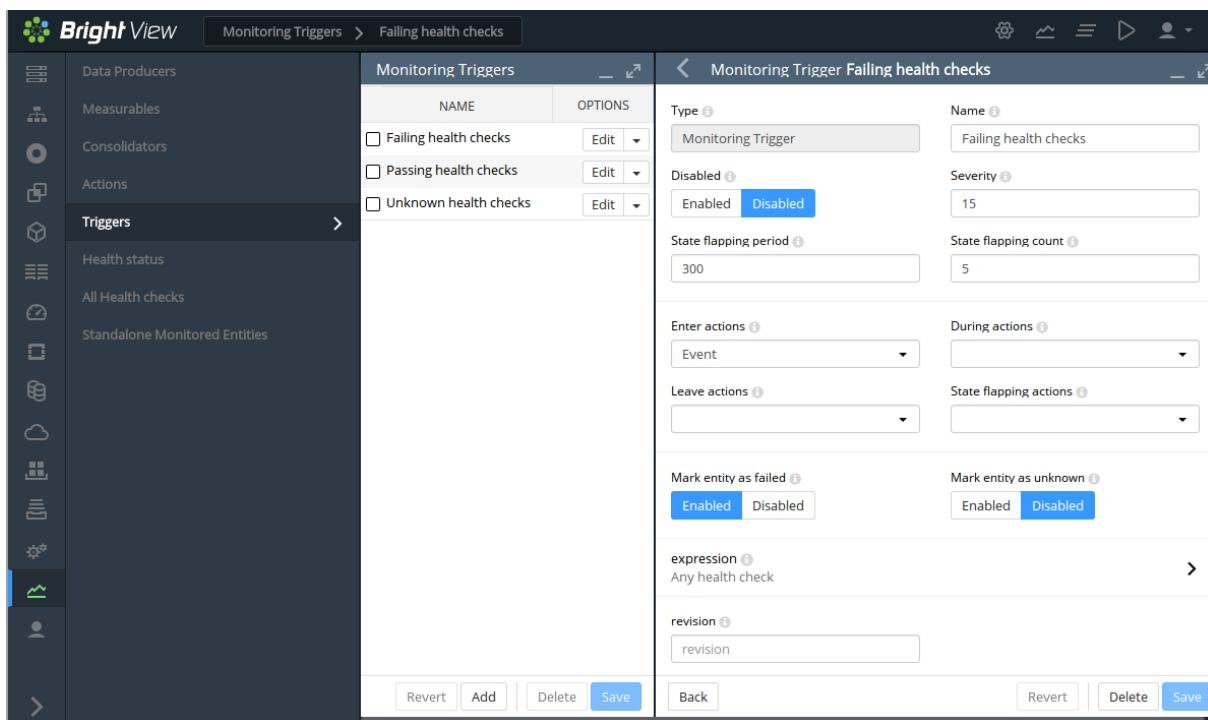 Bright View
Monitoring Triggers > Failing health checks
Data Producers
Measurables
Consolidators
Actions
Triggers
Health status
All Health checks
Standalone Monitored Entities
Monitoring Triggers
NAME OPTIONS
Failing health checks Edit
Passing health checks Edit
Unknown health checks Edit
Revert Add Delete Save
Monitoring Trigger Failing health checks
Type Name
Monitoring Trigger Failing health checks
Disabled Severity
Enabled Disabled 15
State flapping period State flapping count
300 5
Enter actions During actions
Event
Leave actions State flapping actions
Mark entity as failed Mark entity as unknown
Enabled Disabled Enabled Disabled
expression
Any health check
revision
revision
Back Revert Delete Save